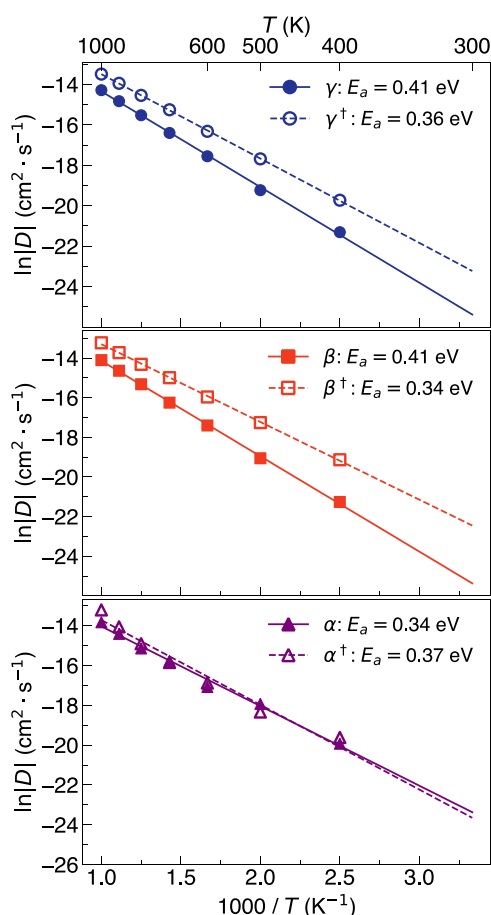 T (K)
1000 600 500 400 300
−14
−16
−18
−20
−22
−24
ln|D| (cm² · s⁻¹)
γ: Eₐ = 0.41 eV
γ†: Eₐ = 0.36 eV
−14
−16
−18
−20
−22
−24
ln|D| (cm² · s⁻¹)
β: Eₐ = 0.41 eV
β†: Eₐ = 0.34 eV
−14
−16
−18
−20
−22
−24
−26
ln|D| (cm² · s⁻¹)
α: Eₐ = 0.34 eV
α†: Eₐ = 0.37 eV
1.0 1.5 2.0 2.5 3.0
1000 / T (K⁻¹)